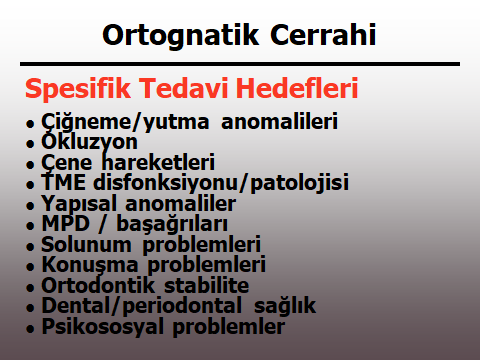 Ortognatik Cerrahi
Spesifik Tedavi Hedefleri
• Çiğneme/yutma anomalileri
• Okluzyon
• Çene hareketleri
• TME disfonksiyonu/patolojisi
• Yapısal anomaliler
• MPD / başağrıları
• Solunum problemleri
• Konuşma problemleri
• Ortodontik stabilite
• Dental/periodontal sağlık
• Psikososyal problemler